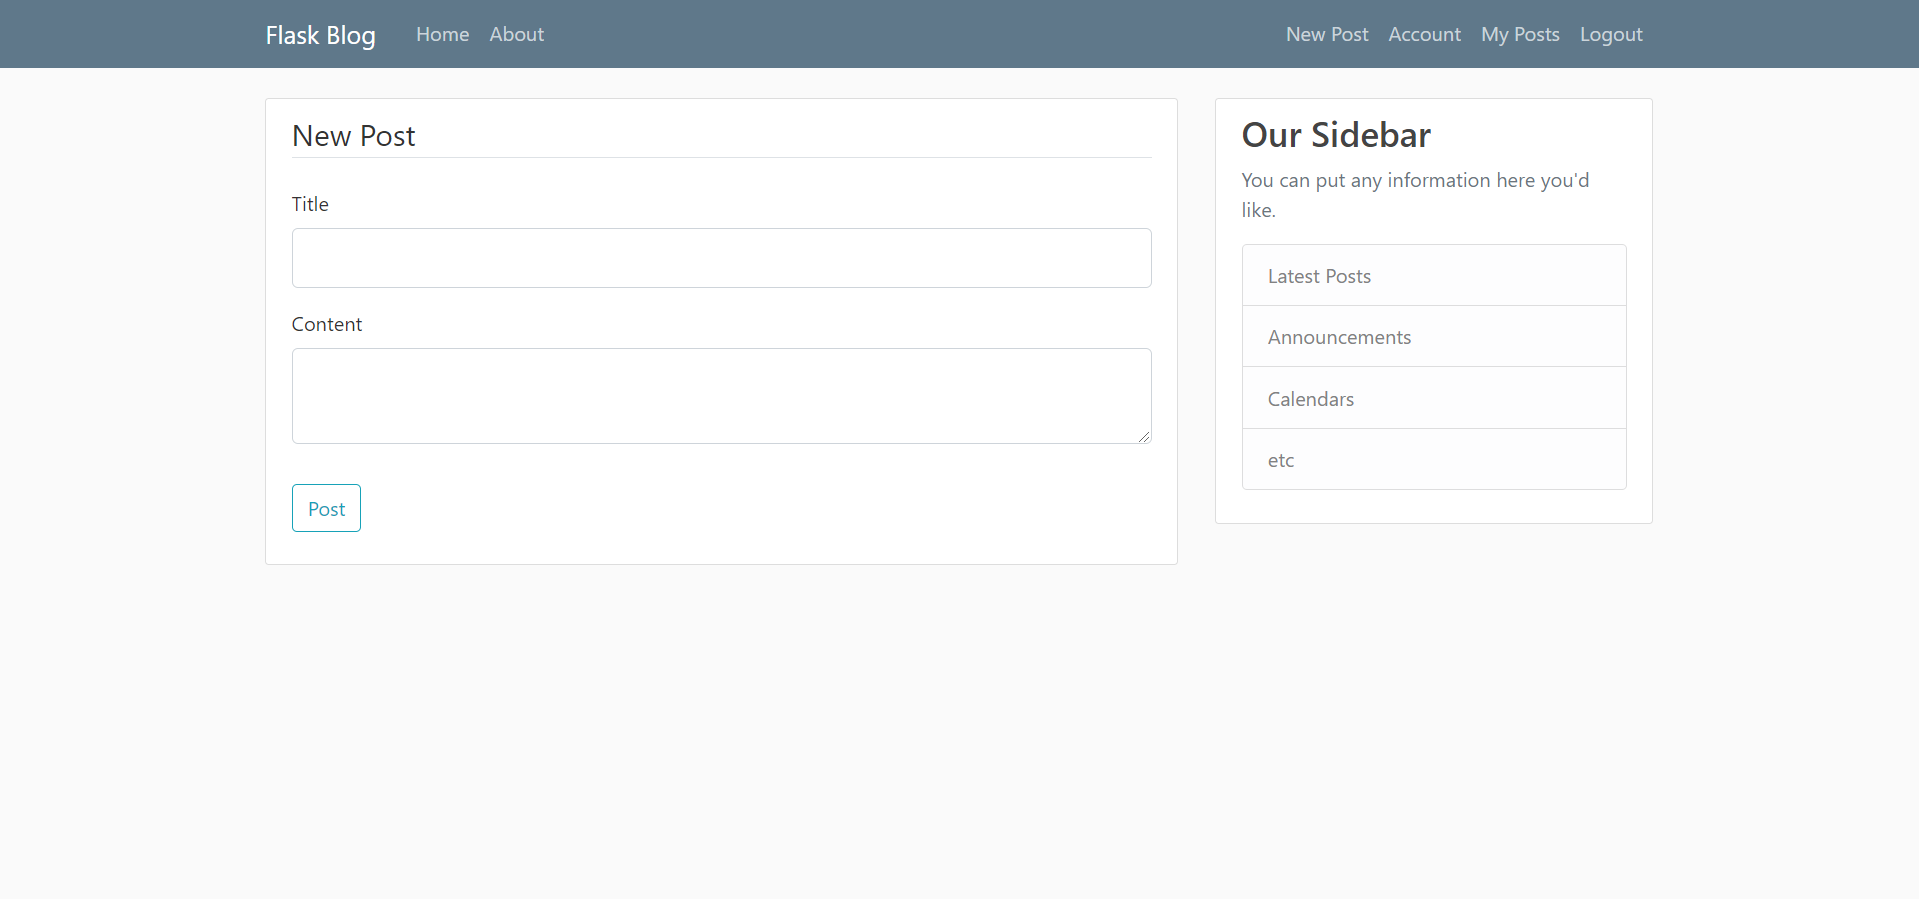 Flask Blog Home About New Post Account My Posts Logout
New Post
Title
Content
Post
Our Sidebar
You can put any information here you'd
like.
Latest Posts
Announcements
Calendars
etc